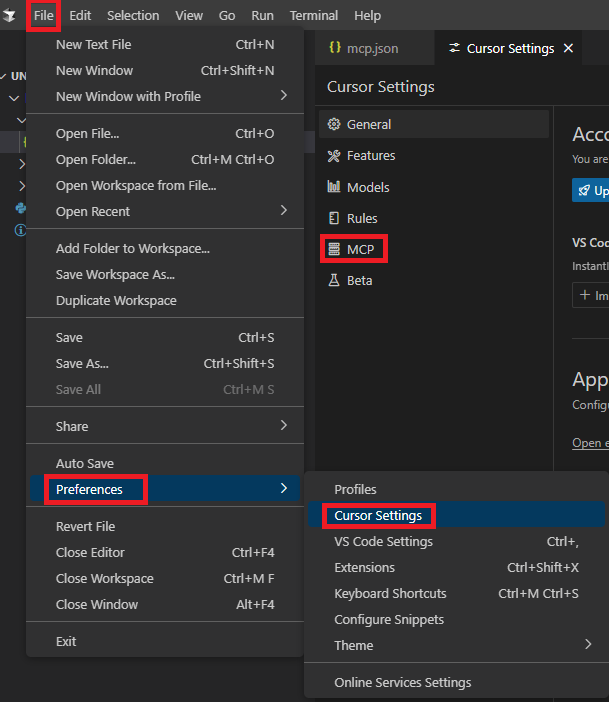 File Edit Selection View Go Run Terminal Help
New Text File Ctrl+N
New Window Ctrl+Shift+N
New Window with Profile
Open File... Ctrl+O
Open Folder... Ctrl+M Ctrl+O
Open Workspace from File...
Open Recent
Add Folder to Workspace...
Save Workspace As...
Duplicate Workspace
Save Ctrl+S
Save As... Ctrl+Shift+S
Save All Ctrl+M S
Share
Auto Save
Preferences
Revert File
Close Editor Ctrl+F4
Close Workspace Ctrl+M F
Close Window Alt+F4
Exit
UN
{} mcp.json
Cursor Settings
Cursor Settings
General
Features
Models
Rules
MCP
Beta
Acco
You are
Up
VS Cod
Instantl
+ Im
App
Config
Open e
Profiles
Cursor Settings
VS Code Settings Ctrl+,
Extensions Ctrl+Shift+X
Keyboard Shortcuts Ctrl+M Ctrl+S
Configure Snippets
Theme
Online Services Settings